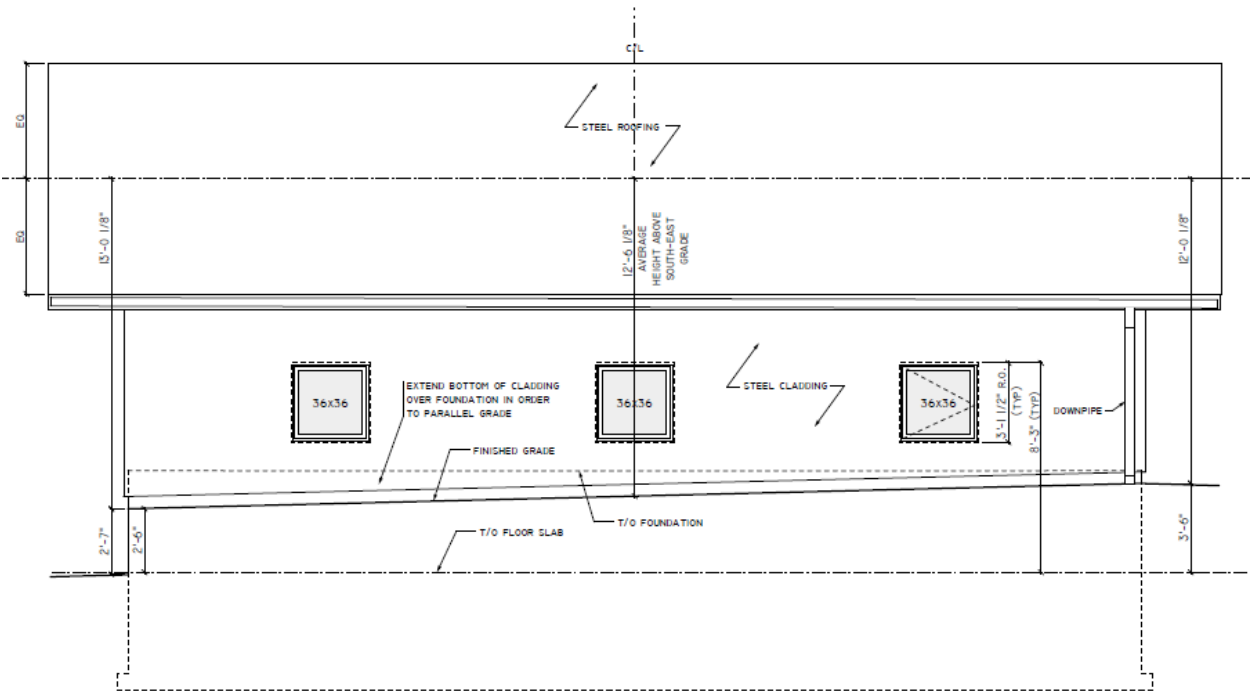 C'L
STEEL ROOFING
EQ
EQ
13'-0 1/8"
12'-6 1/8"
AVERAGE
HEIGHT ABOVE
SOUTH-EAST
GRADE
12'-0 1/8"
36x36
36x36
36x36
EXTEND BOTTOM OF CLADDING
OVER FOUNDATION IN ORDER
TO PARALLEL GRADE
STEEL CLADDING
3'-1 1/2" R.O.
(TYP)
8'-3" (TYP)
DOWNPIPE
FINISHED GRADE
T/O FOUNDATION
T/O FLOOR SLAB
2'-7"
2'-6"
3'-6"